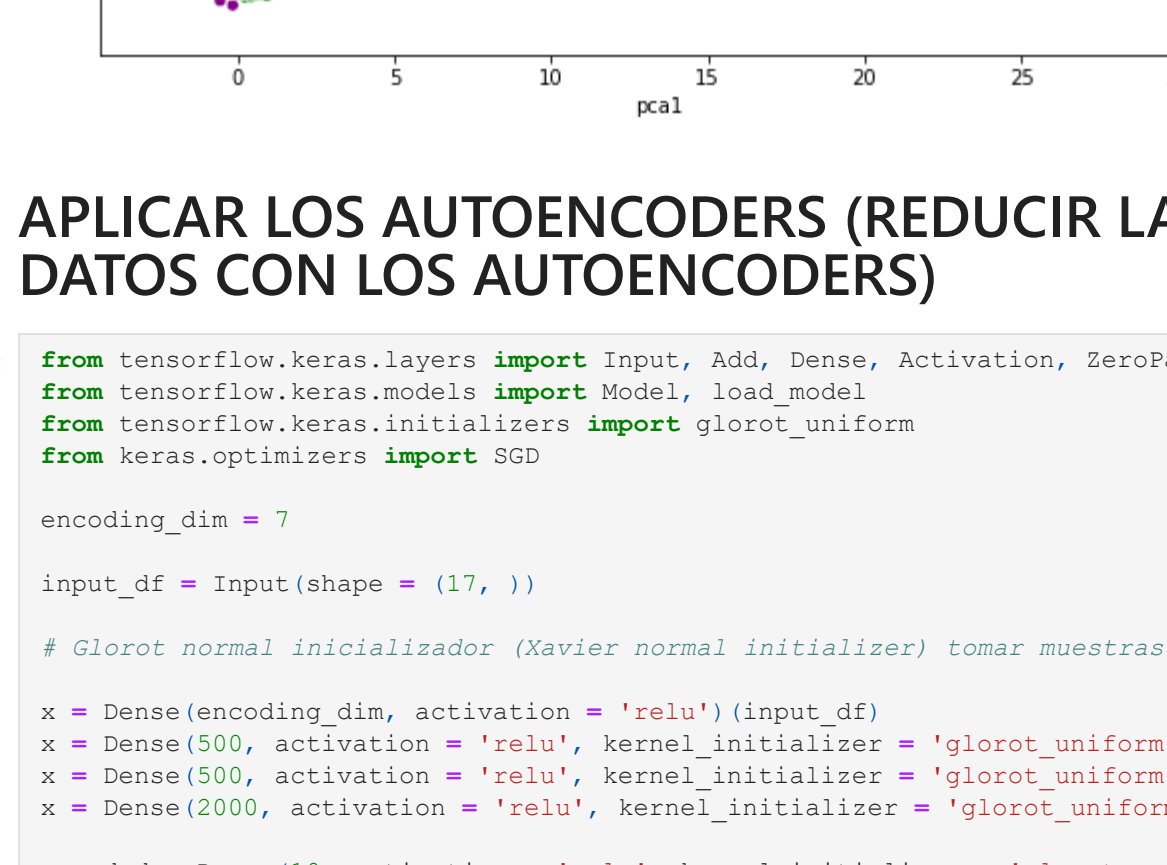 0 5 10 15 20 25
pca1
APLICAR LOS AUTOENCODERS (REDUCIR LA
DATOS CON LOS AUTOENCODERS)
from tensorflow.keras.layers import Input, Add, Dense, Activation, ZeroPa
from tensorflow.keras.models import Model, load_model
from tensorflow.keras.initializers import glorot_uniform
from keras.optimizers import SGD
encoding_dim = 7
input_df = Input(shape = (17, ))
# Glorot normal inicializador (Xavier normal initializer) tomar muestras
x = Dense(encoding_dim, activation = 'relu')(input_df)
x = Dense(500, activation = 'relu', kernel_initializer = 'glorot_uniform
x = Dense(500, activation = 'relu', kernel_initializer = 'glorot_uniform
x = Dense(2000, activation = 'relu', kernel_initializer = 'glorot_uniform